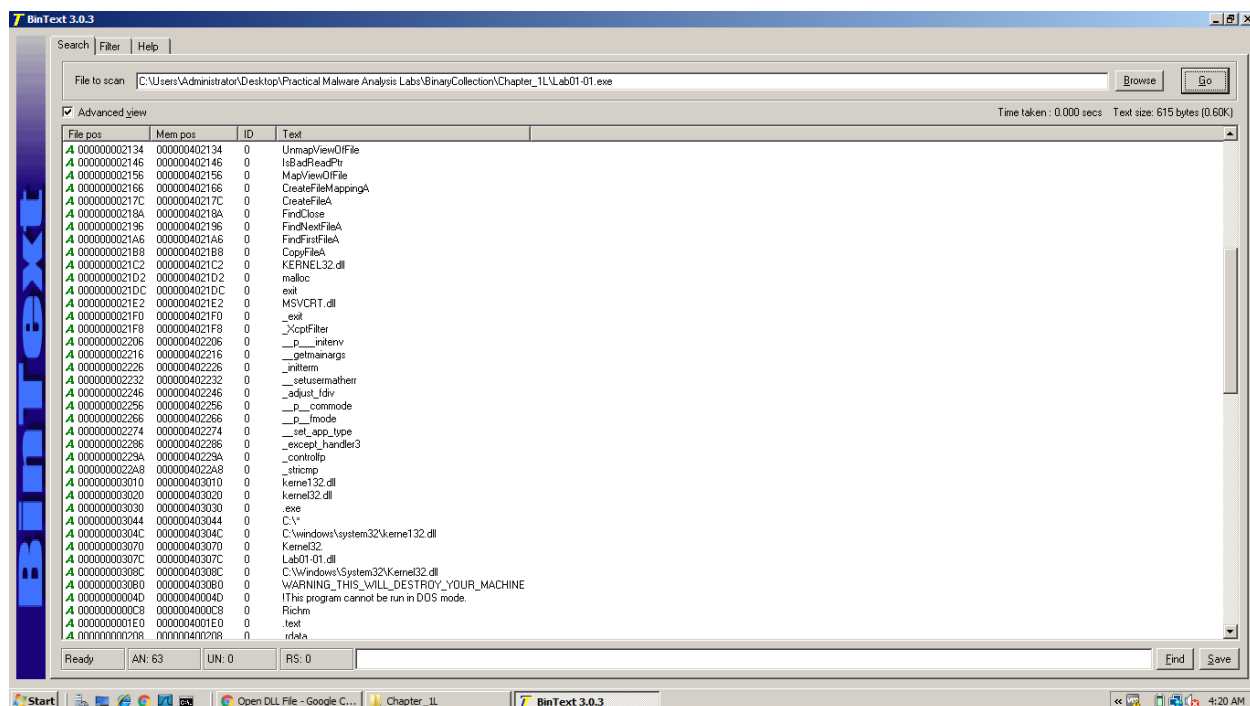 BinText 3.0.3
Search Filter Help
File to scan C:\Users\Administrator\Desktop\Practical Malware Analysis Labs\BinaryCollection\Chapter_1L\Lab01-01.exe Browse Go
Advanced view Time taken : 0.000 secs Text size: 615 bytes (0.60K)
File pos Mem pos ID Text
A 000000002134 000000402134 0 UnmapViewOfFile
A 000000002146 000000402146 0 IsBadReadPtr
A 000000002156 000000402156 0 MapViewOfFile
A 000000002166 000000402166 0 CreateFileMappingA
A 00000000217C 00000040217C 0 CreateFileA
A 00000000218A 00000040218A 0 FindClose
A 000000002196 000000402196 0 FindNextFileA
A 0000000021A6 0000004021A6 0 FindFirstFileA
A 0000000021B8 0000004021B8 0 CopyFileA
A 0000000021C2 0000004021C2 0 KERNEL32.dll
A 0000000021D2 0000004021D2 0 malloc
A 0000000021DC 0000004021DC 0 exit
A 0000000021E2 0000004021E2 0 MSVCRT.dll
A 0000000021F0 0000004021F0 0 _exit
A 0000000021F8 0000004021F8 0 _XcptFilter
A 000000002206 000000402206 0 __p___initenv
A 000000002216 000000402216 0 __getmainargs
A 000000002226 000000402226 0 _initterm
A 000000002232 000000402232 0 __setusermatherr
A 000000002246 000000402246 0 _adjust_fdiv
A 000000002256 000000402256 0 __p__commode
A 000000002266 000000402266 0 __p__fmode
A 000000002274 000000402274 0 __set_app_type
A 000000002286 000000402286 0 _except_handler3
A 00000000229A 00000040229A 0 _controlfp
A 0000000022A8 0000004022A8 0 _stricmp
A 000000003010 000000403010 0 kerne132.dll
A 000000003020 000000403020 0 kernel32.dll
A 000000003030 000000403030 0 .exe
A 000000003044 000000403044 0 C:\*
A 00000000304C 00000040304C 0 C:\windows\system32\kerne132.dll
A 000000003070 000000403070 0 Kernel32.
A 00000000307C 00000040307C 0 Lab01-01.dll
A 00000000308C 00000040308C 0 C:\Windows\System32\Kernel32.dll
A 0000000030B0 0000004030B0 0 WARNING_THIS_WILL_DESTROY_YOUR_MACHINE
A 00000000004D 00000040004D 0 !This program cannot be run in DOS mode.
A 0000000000C8 0000004000C8 0 Richm
A 0000000001E0 0000004001E0 0 .text
A 000000000208 000000400208 0 .rdata
Ready AN: 63 UN: 0 RS: 0 Find Save
BinText
Start Open DLL File - Google C... Chapter_1L BinText 3.0.3 4:20 AM